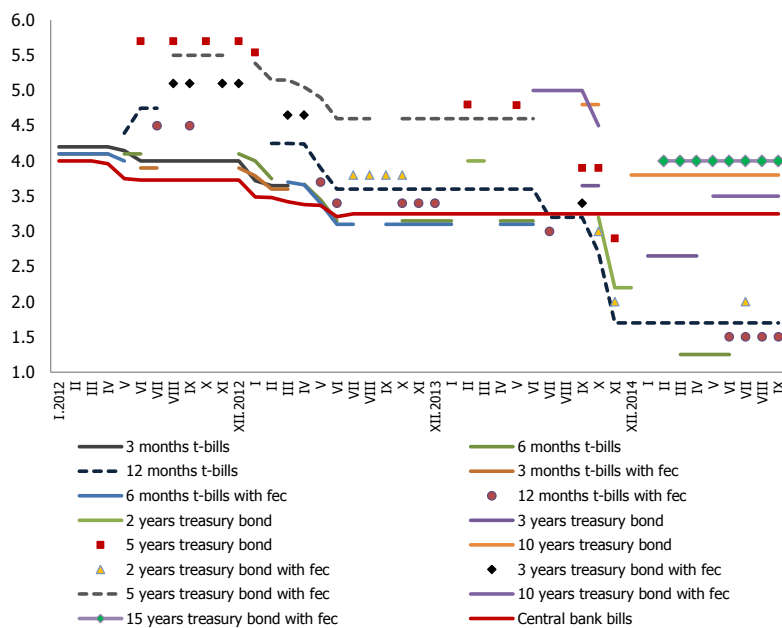 6.0
5.5
5.0
4.5
4.0
3.5
3.0
2.5
2.0
1.5
1.0
I.2012
II
III
IV
V
VI
VII
VIII
IX
X
XI
XII.2012
I
II
III
IV
V
VI
VII
VIII
IX
X
XI
XII.2013
I
II
III
IV
V
VI
VII
VIII
IX
X
XI
XII.2014
I
II
III
IV
V
VI
VII
VIII
IX
3 months t-bills
6 months t-bills
12 months t-bills
3 months t-bills with fec
6 months t-bills with fec
12 months t-bills with fec
2 years treasury bond
3 years treasury bond
5 years treasury bond
10 years treasury bond
2 years treasury bond with fec
3 years treasury bond with fec
5 years treasury bond with fec
10 years treasury bond with fec
15 years treasury bond with fec
Central bank bills